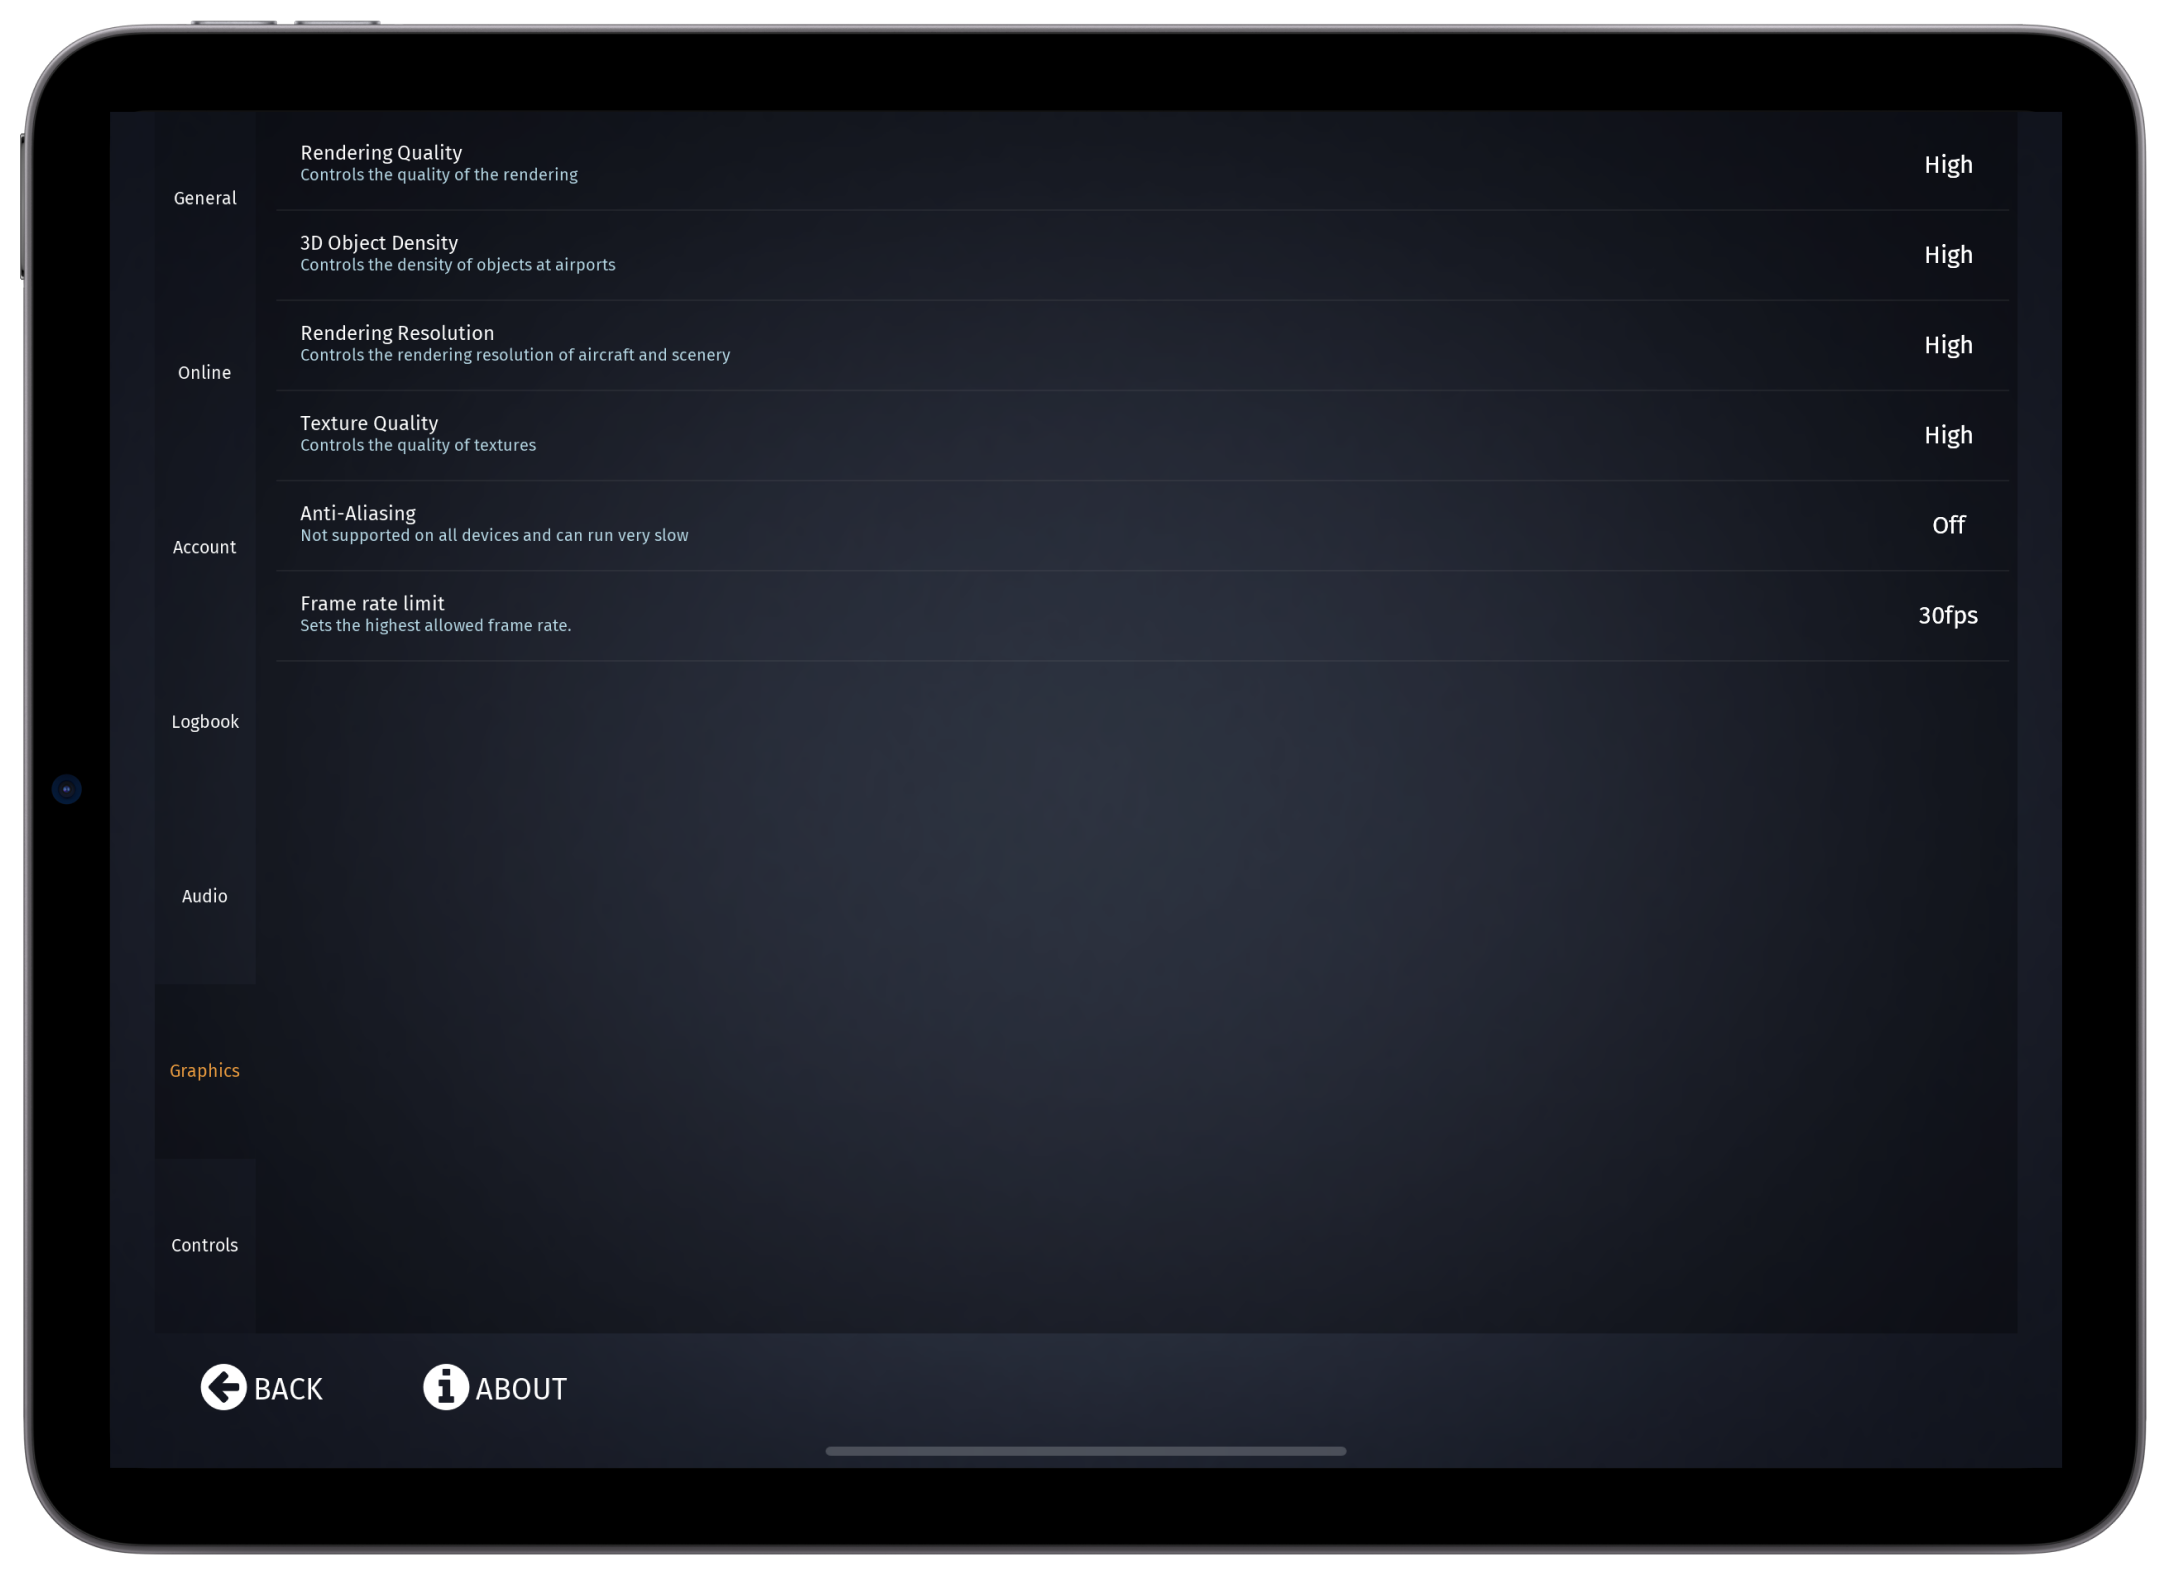 General
Online
Account
Logbook
Audio
Graphics
Controls
Rendering Quality
Controls the quality of the rendering
High
3D Object Density
Controls the density of objects at airports
High
Rendering Resolution
Controls the rendering resolution of aircraft and scenery
High
Texture Quality
Controls the quality of textures
High
Anti-Aliasing
Not supported on all devices and can run very slow
Off
Frame rate limit
Sets the highest allowed frame rate.
30fps
BACK
ABOUT